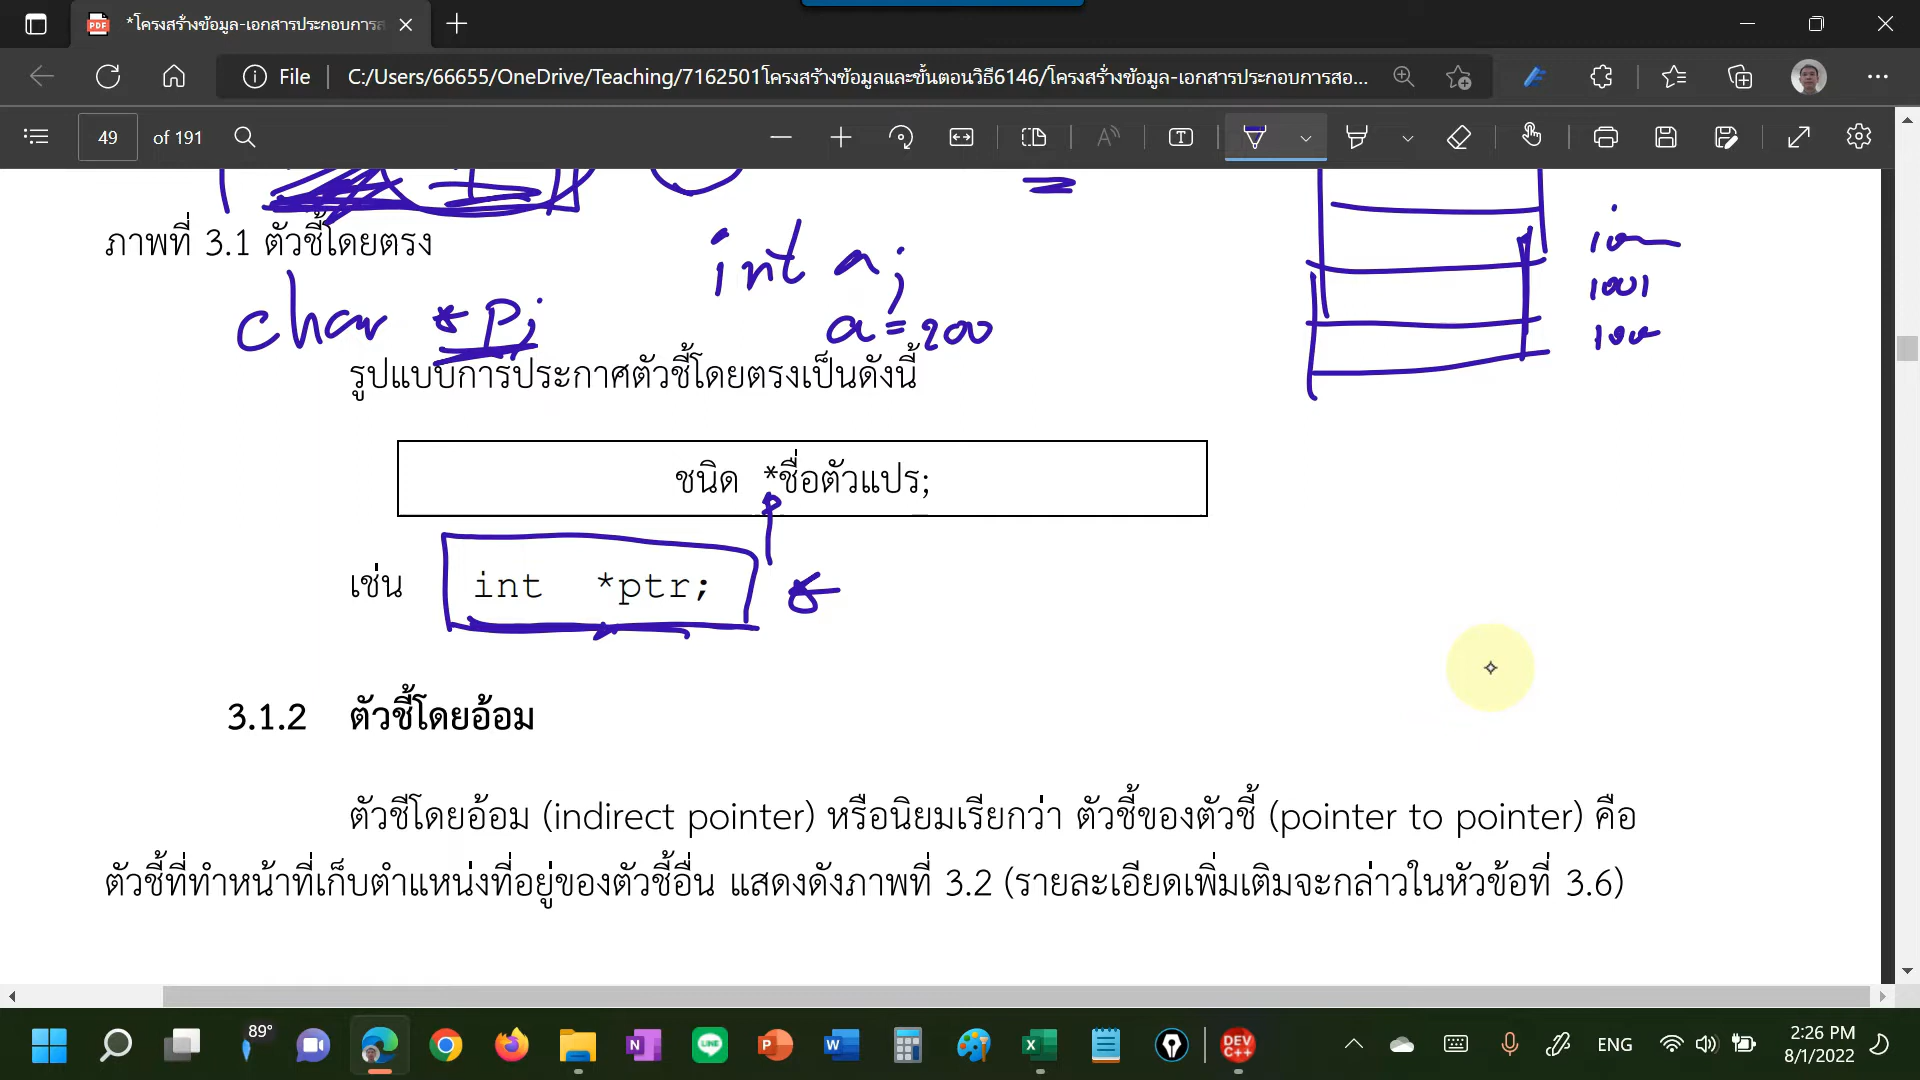 *โครงสร้างข้อมูล-เอกสารประกอบการส
File
C:/Users/66655/OneDrive/Teaching/7162501โครงสร้างข้อมูลและขั้นตอนวิธี6146/โครงสร้างข้อมูล-เอกสารประกอบการสอ...
49 of 191
ภาพที่ 3.1 ตัวชี้โดยตรง
int a;
char *P;
a=200
1001
รูปแบบการประกาศตัวชี้โดยตรงเป็นดังนี้
ชนิด *ชื่อตัวแปร;
เช่น int *ptr;
3.1.2 ตัวชี้โดยอ้อม
ตัวชีโดยอ้อม (indirect pointer) หรือนิยมเรียกว่า ตัวชี้ของตัวชี้ (pointer to pointer) คือ
ตัวชี้ที่ทำหน้าที่เก็บตำแหน่งที่อยู่ของตัวชี้อื่น แสดงดังภาพที่ 3.2 (รายละเอียดเพิ่มเติมจะกล่าวในหัวข้อที่ 3.6)
89°
DEV C++
ENG
2:26 PM
8/1/2022